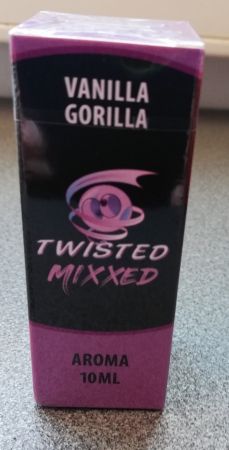 VANILLA
GORILLA
TWISTED
MIXXED
AROMA
10ML